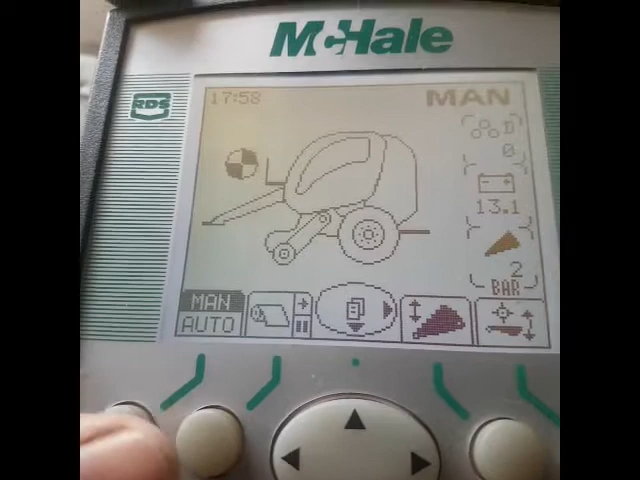 McHale
RDS
17:58
MAN
D
0
13.1
2
BAR
MAN
AUTO